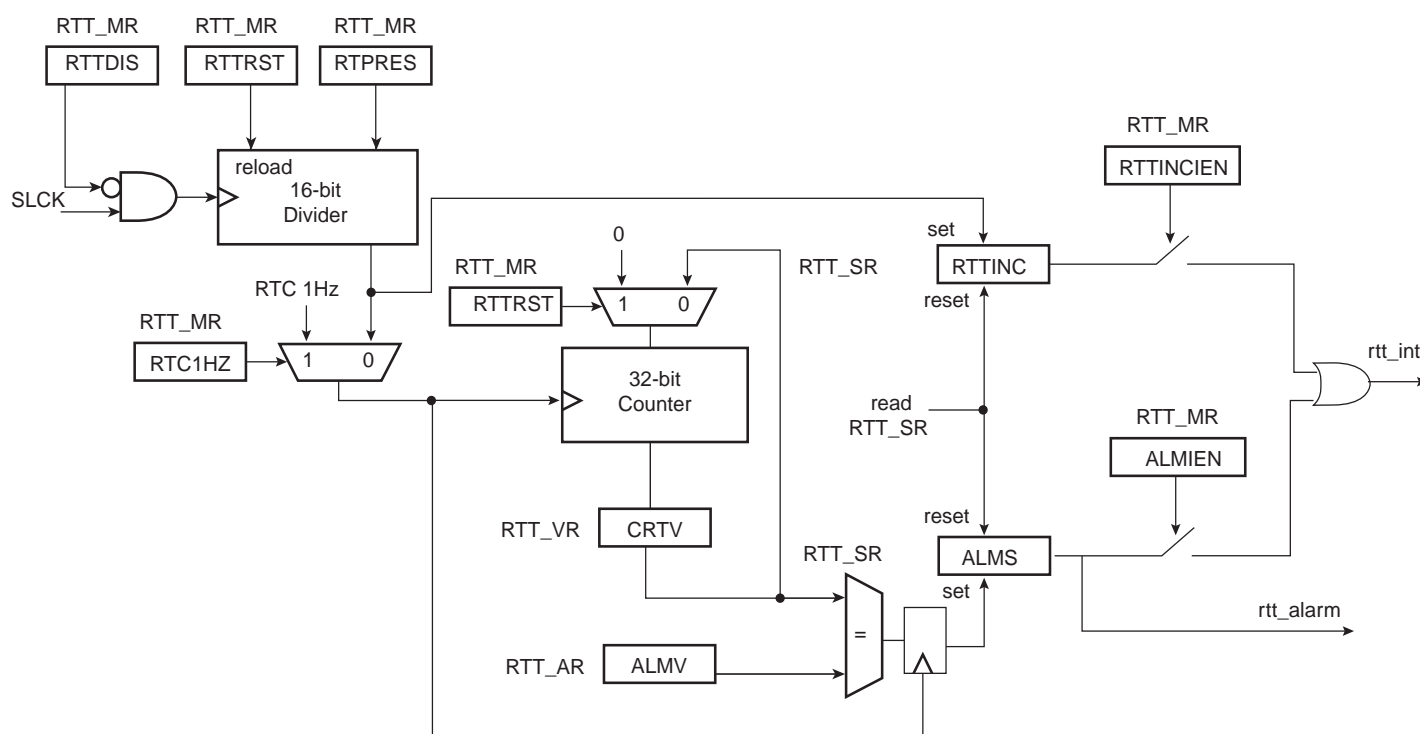 RTT_MR
RTT_MR
RTT_MR
RTTDIS
RTTRST
RTPRES
reload
16-bit
Divider
SLCK
RTT_MR
RTTINCIEN
0
set
RTT_MR
RTTRST
1 0
RTT_SR
RTTINC
reset
RTC 1Hz
RTT_MR
RTC1HZ
1 0
32-bit
Counter
rtt_int
read
RTT_SR
RTT_MR
ALMIEN
RTT_VR
CRTV
reset
RTT_SR
ALMS
set
=
rtt_alarm
RTT_AR
ALMV